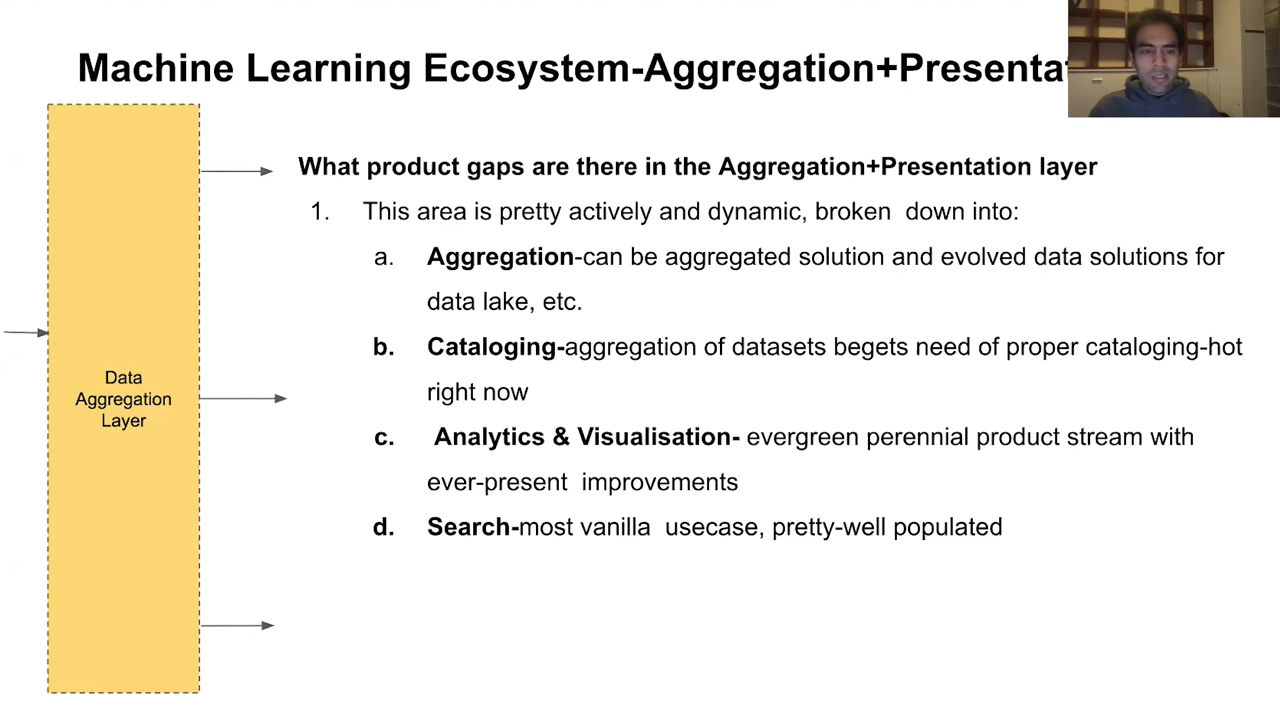 Machine Learning Ecosystem-Aggregation+
What product gaps are there in the Aggregation+Presentation layer
1. This area is pretty actively and dynamic, broken down into:
a. Aggregation-can be aggregated solution and evolved data solutions for
data lake, etc.
b. Cataloging-aggregation of datasets begets need of proper cataloging-hot
right now
c. Analytics & Visualisation- evergreen perennial product stream with
ever-present improvements
d. Search-most vanilla usecase, pretty-well populated
Data
Aggregation
Layer